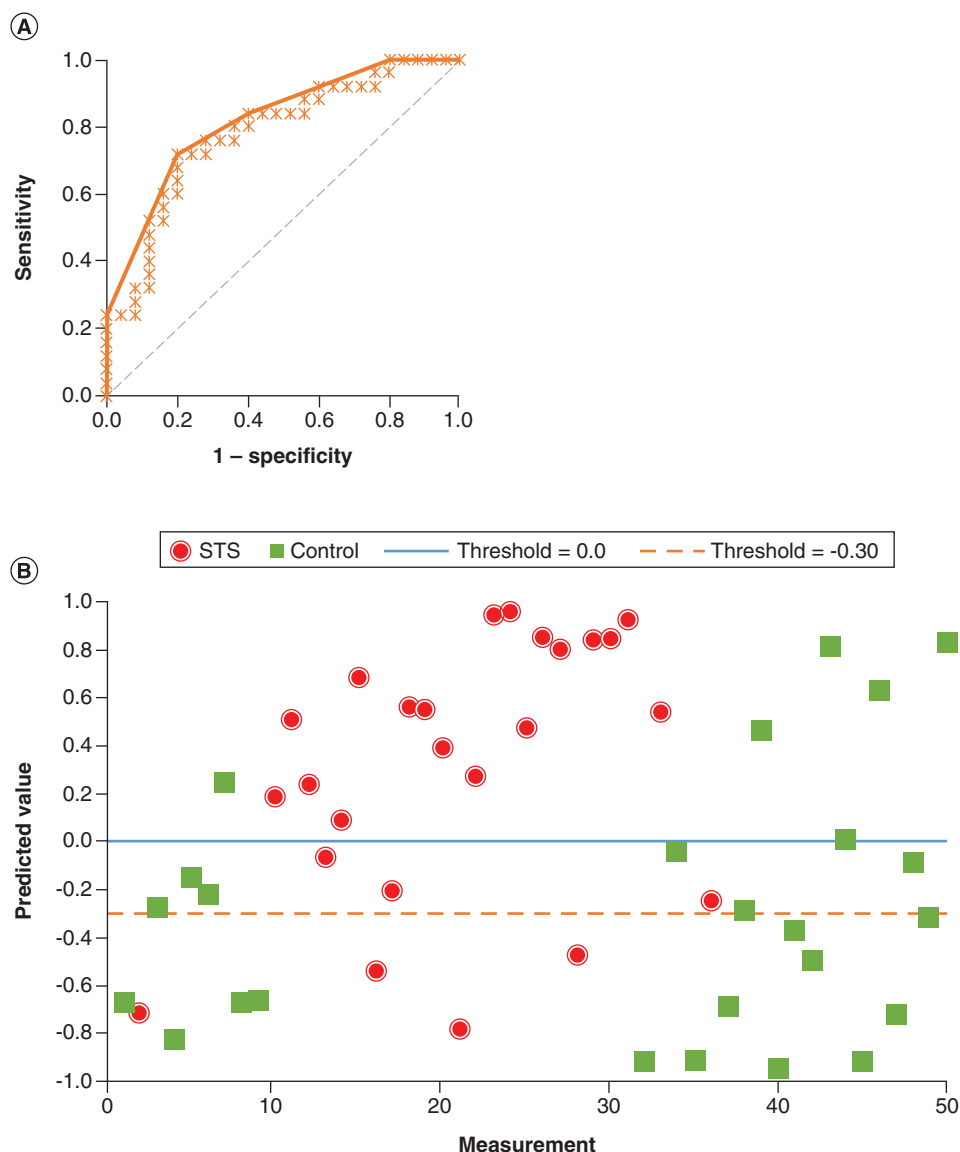 A
1.0
0.8
0.6
0.4
0.2
0.0
Sensitivity
0.0 0.2 0.4 0.6 0.8 1.0
1 – specificity
STS Control Threshold = 0.0 Threshold = -0.30
B
1.0
0.8
0.6
0.4
0.2
0.0
-0.2
-0.4
-0.6
-0.8
-1.0
Predicted value
0 10 20 30 40 50
Measurement